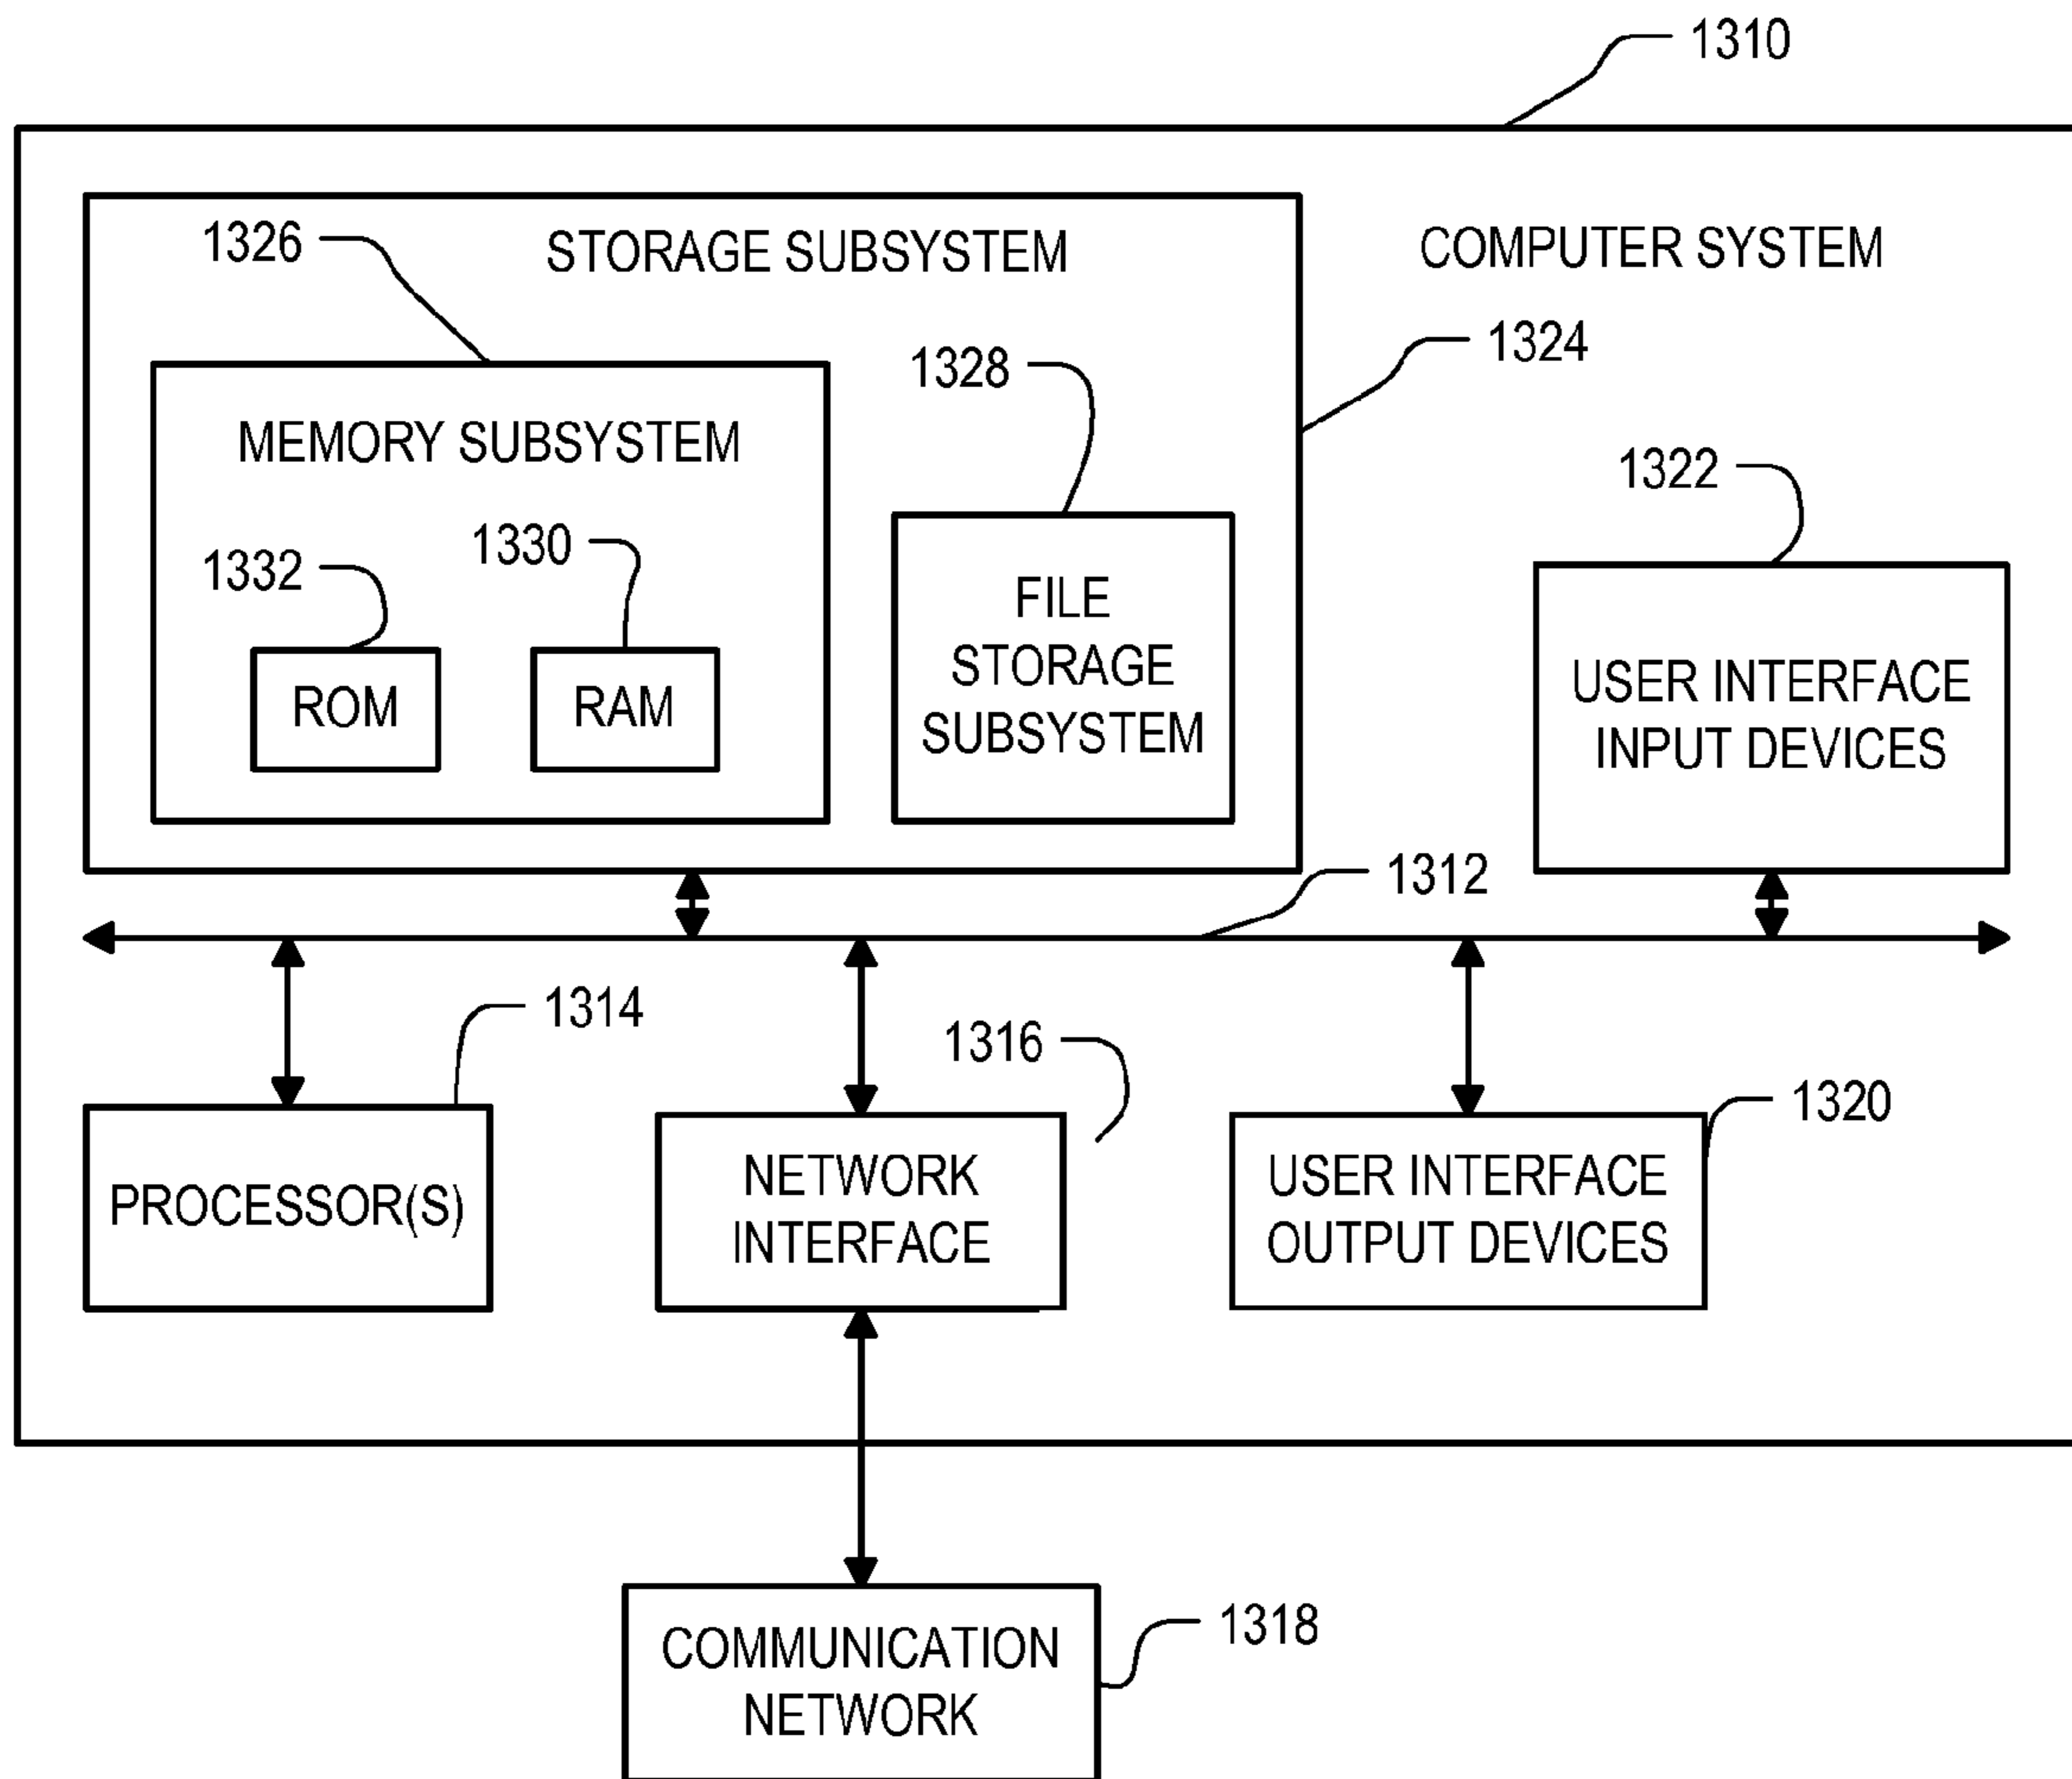 1310
1326
STORAGE SUBSYSTEM
COMPUTER SYSTEM
1324
1328
MEMORY SUBSYSTEM
1322
1332
1330
FILE
STORAGE
SUBSYSTEM
ROM
RAM
USER INTERFACE
INPUT DEVICES
1312
1314
1316
1320
PROCESSOR(S)
NETWORK
INTERFACE
USER INTERFACE
OUTPUT DEVICES
COMMUNICATION
NETWORK
1318